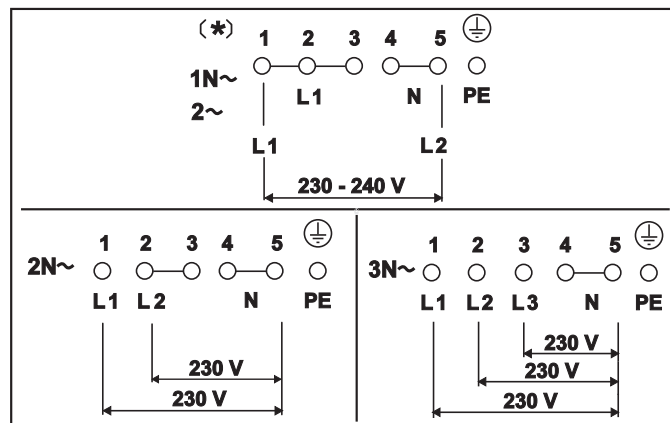 (*) 1 2 3 4 5
1N~ L1 N PE
2~
L1 L2
230 - 240 V
1 2 3 4 5
2N~
L1 L2 N PE
230 V
230 V
1 2 3 4 5
3N~
L1 L2 L3 N PE
230 V
230 V
230 V